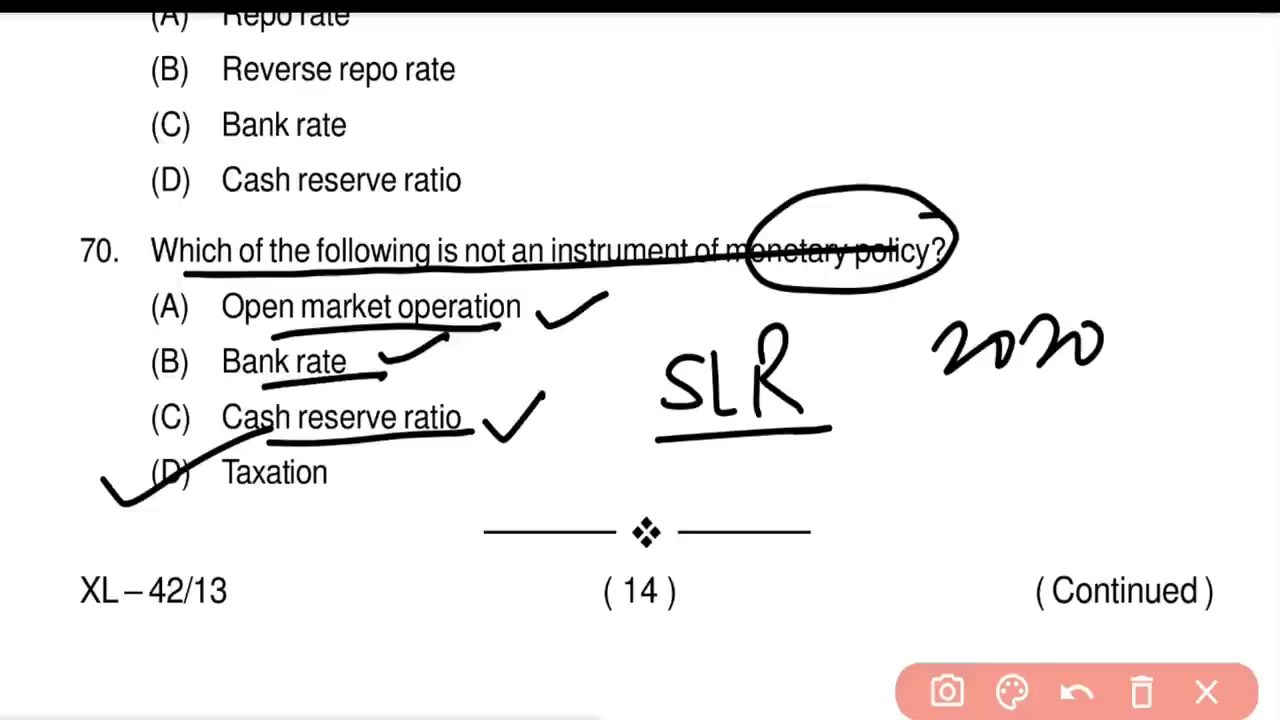 (A) Repo rate
(B) Reverse repo rate
(C) Bank rate
(D) Cash reserve ratio
70. Which of the following is not an instrument of monetary policy?
(A) Open market operation
(B) Bank rate
(C) Cash reserve ratio
(D) Taxation
SLR
2020
XL – 42/13 ( 14 ) ( Continued )